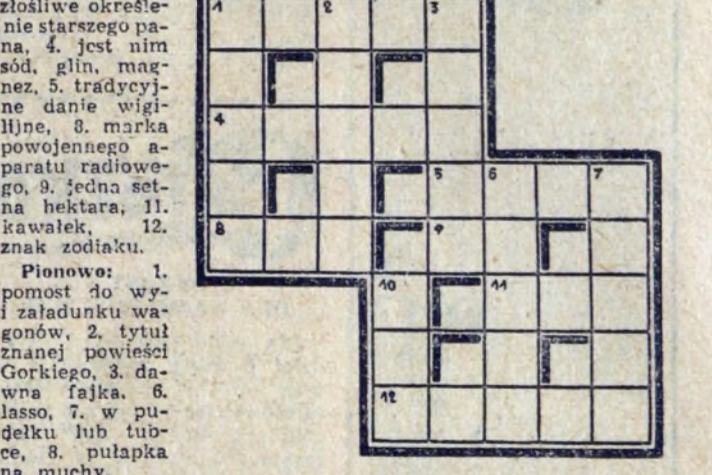 złośliwe określe-
nie starszego pa-
na, 4. jest nim
sód, glin, mag-
nez, 5. tradycyj-
ne danie wigi-
lijne, 8. marka
powojennego a-
paratu radiowe-
go, 9. jedna set-
na hektara, 11.
kawałek, 12.
znak zodiaku.
Pionowo: 1.
pomost do wy-
i załadunku wa-
gonów, 2. tytuł
znanej powieści
Gorkiego, 3. da-
wna fajka. 6.
lasso, 7. w pu-
dełku lub tub-
ce, 8. pułapka
na muchy.
1 2 3
4
5 6 7
8 9
10 11
12